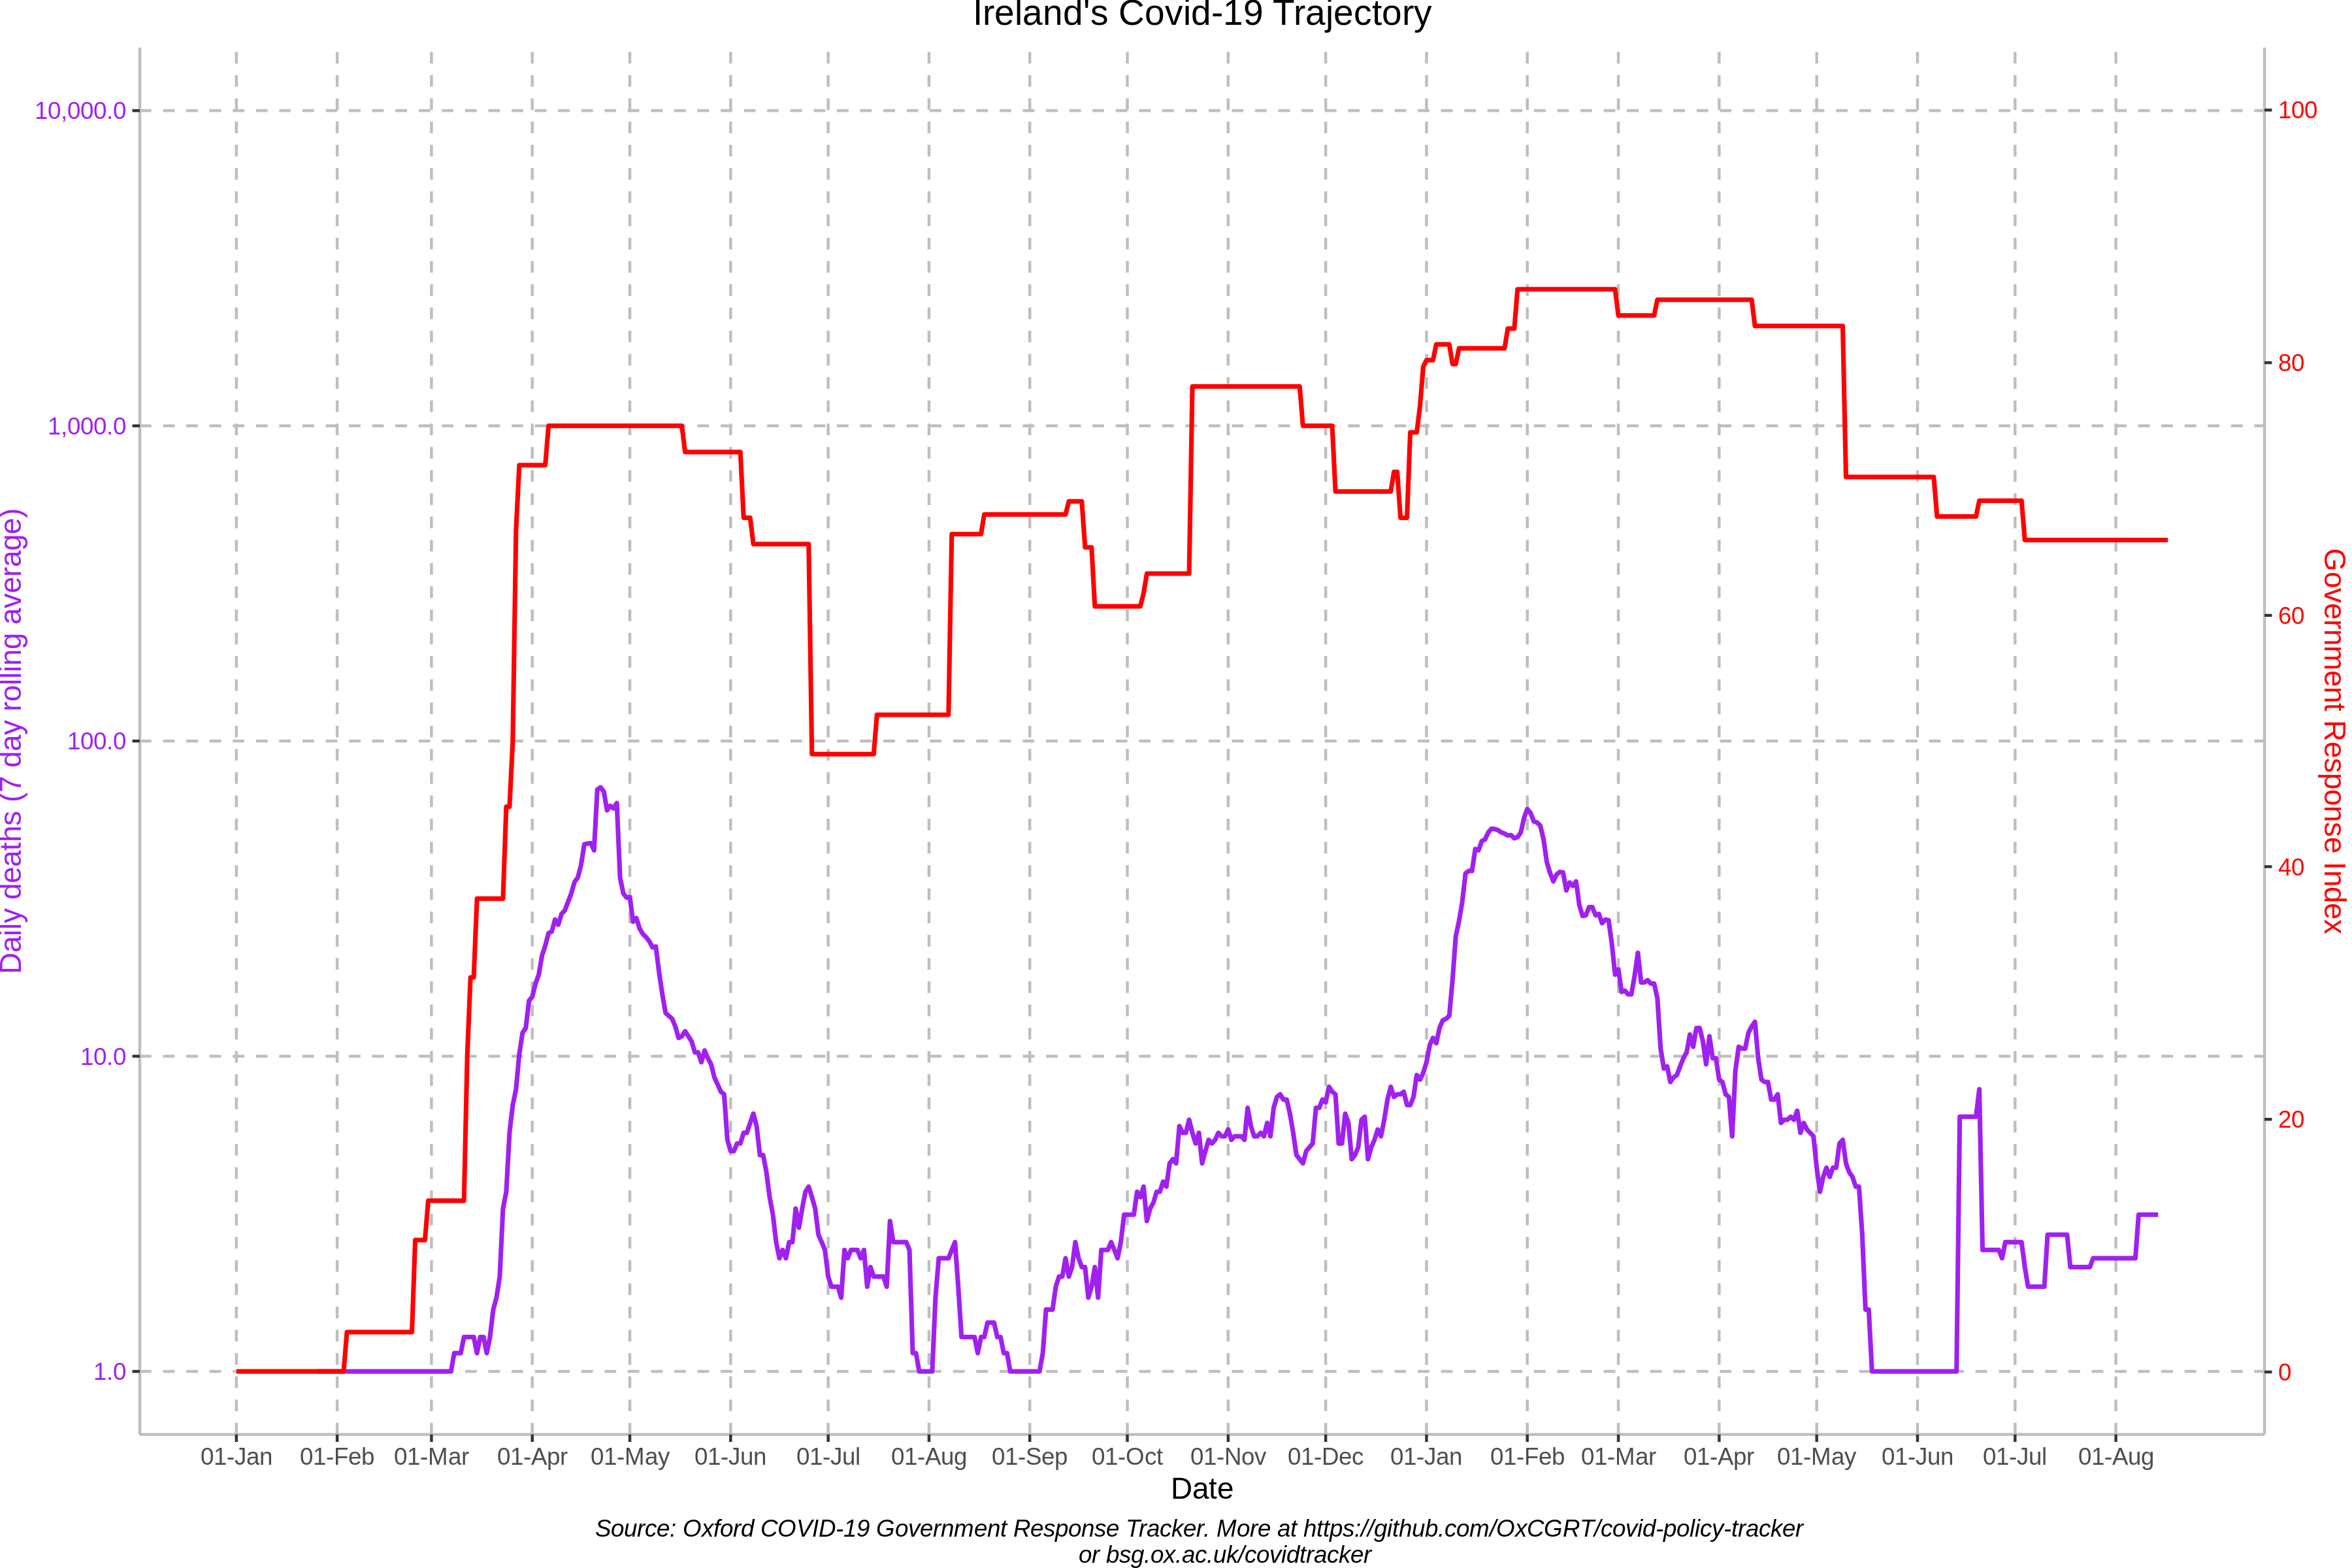 Ireland's Covid-19 Trajectory
10,000.0
1,000.0
100.0
10.0
1.0
Daily deaths (7 day rolling average)
100
80
60
40
20
0
Government Response Index
01-Jan 01-Feb 01-Mar 01-Apr 01-May 01-Jun 01-Jul 01-Aug 01-Sep 01-Oct 01-Nov 01-Dec 01-Jan 01-Feb 01-Mar 01-Apr 01-May 01-Jun 01-Jul 01-Aug
Date
Source: Oxford COVID-19 Government Response Tracker. More at https://github.com/OxCGRT/covid-policy-tracker
or bsg.ox.ac.uk/covidtracker